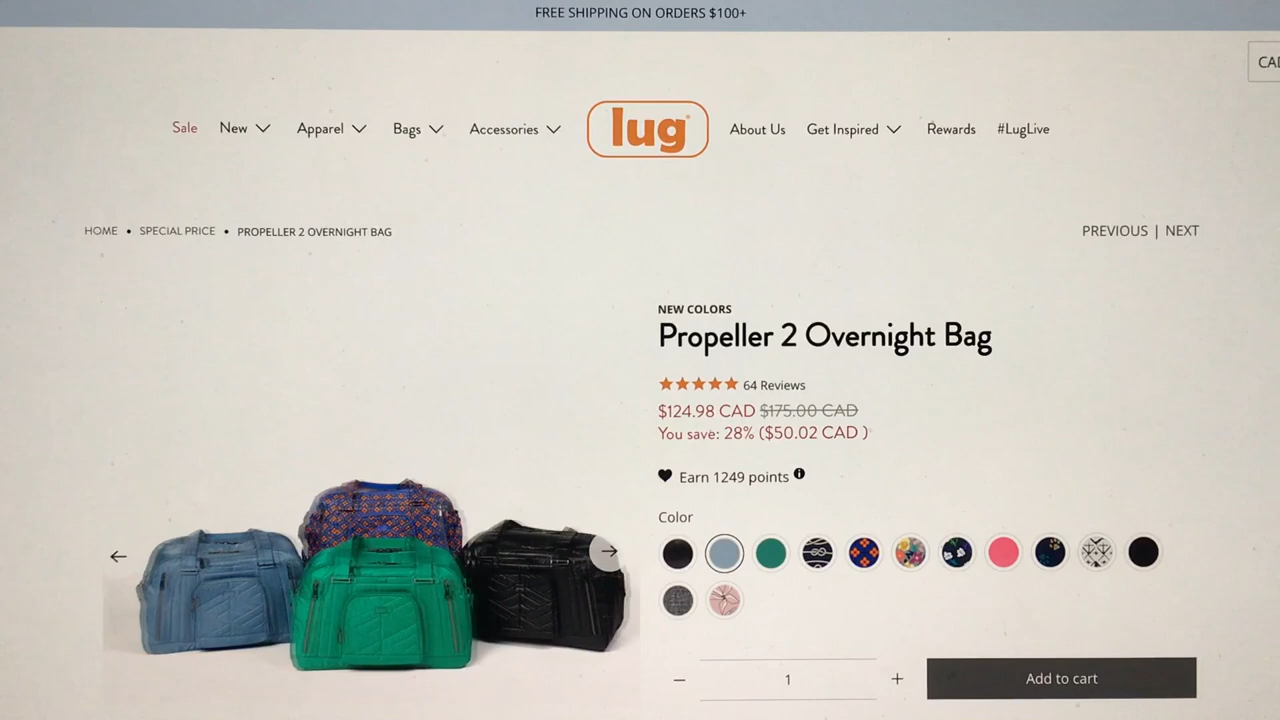 FREE SHIPPING ON ORDERS $100+
CAD
Sale New Apparel Bags Accessories lug® About Us Get Inspired Rewards #LugLive
HOME • SPECIAL PRICE • PROPELLER 2 OVERNIGHT BAG PREVIOUS | NEXT
NEW COLORS
Propeller 2 Overnight Bag
64 Reviews
$124.98 CAD $175.00 CAD
You save: 28% ($50.02 CAD )
Earn 1249 points
Color
− 1 + Add to cart